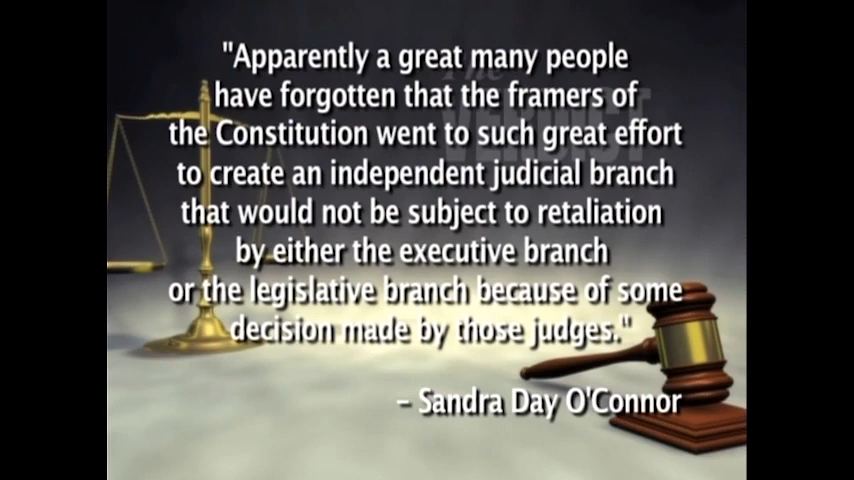 The
VERDICT
"Apparently a great many people
have forgotten that the framers of
the Constitution went to such great effort
to create an independent judicial branch
that would not be subject to retaliation
by either the executive branch
or the legislative branch because of some
decision made by those judges."
– Sandra Day O'Connor